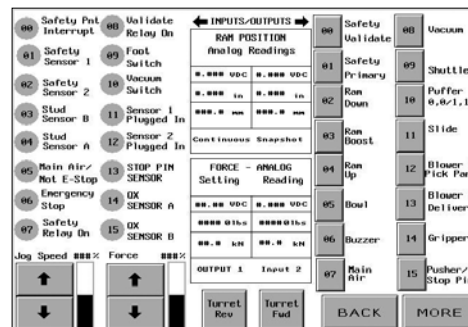 00 Safety Pnt
Interrupt
01 Safety
Sensor 1
02 Safety
Sensor 2
03 Stud
Sensor B
04 Stud
Sensor A
05 Main Air/
Not E-Stop
06 Emergency
Stop
07 Safety
Relay On
08 Validate
Relay On
09 Foot
Switch
10 Vacuum
Switch
11 Sensor 1
Plugged In
12 Sensor 2
Plugged In
13 STOP PIN
SENSOR
14 QX
SENSOR A
15 QX
SENSOR B
Jog Speed ###%
Force ###%
INPUTS/OUTPUTS
RAM POSITION
Analog Readings
#.### VDC #.### VDC
#.### in #.### in
###.# mm ###.# mm
Continuous Snapshot
FORCE - ANALOG
Setting Reading
##.## VDC ##.## VDC
####0lbs ####0lbs
##.# kN ##.# kN
OUTPUT 1 Input 2
Turret
Rev
Turret
Fwd
00 Safety
Validate
01 Safety
Primary
02 Ram
Down
03 Ram
Boost
04 Ram
Up
05 Bowl
06 Buzzer
07 Main
Air
08 Vacuum
09 Shuttle
10 Puffer
0,0/1,1
11 Slide
12 Blower
Pick Par
13 Blower
Deliver
14 Gripper
15 Pusher/
Stop Pi
BACK
MORE